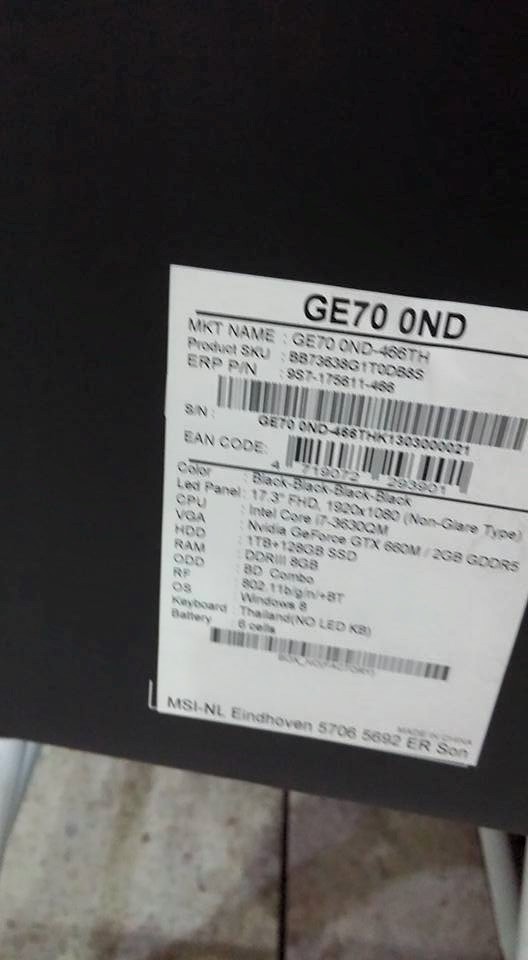 GE70 0ND
MKT NAME : GE70 0ND-466TH
Product SKU : BB73638G1T0DB8S
ERP P/N : 9S7-175611-466
S/N :
GE70 0ND-466THK1303000021
EAN CODE:
4 719072 293901
Color : Black-Black-Black-Black
Led Panel: 17.3" FHD, 1920x1080 (Non-Glare Type)
CPU : Intel Core i7-3630QM
VGA : Nvidia GeForce GTX 660M / 2GB GDDR5
HDD : 1TB+128GB SSD
RAM : DDRIII 8GB
ODD : BD Combo
RF : 802.11b/g/n/+BT
OS : Windows 8
Keyboard : Thailand(NO LED KB)
Battery : 6 cells
MADE IN CHINA
MSI-NL Eindhoven 5706 5692 ER Son